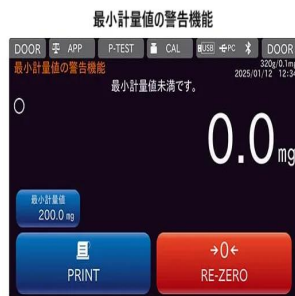 最小計量値の警告機能
DOOR APP P-TEST CAL USB PC DOOR
最小計量値の警告機能 320g/0.1mg
2025/01/12 12:34
最小計量値未満です。
0.0 mg
最小計量値
200.0 mg
PRINT
→0← RE-ZERO